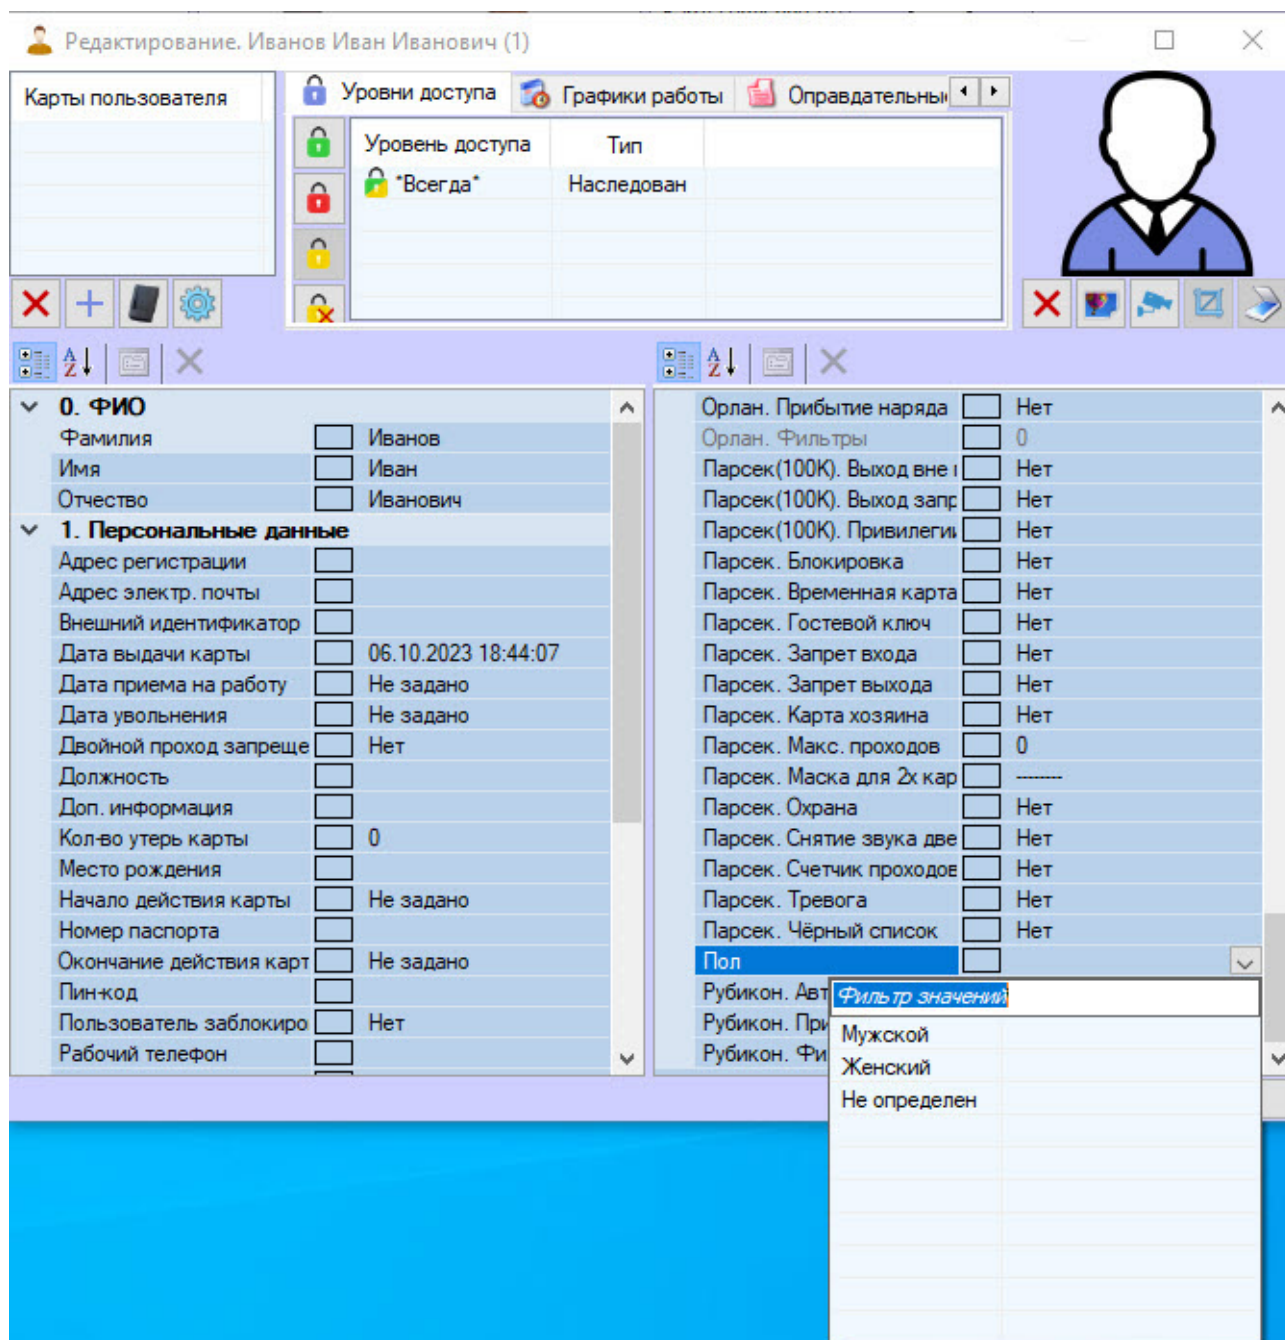 Редактирование. Иванов Иван Иванович (1)
Карты пользователя
Уровни доступа
Графики работы
Оправдательны
Уровень доступа Тип
*Всегда* Наследован
0. ФИО
Фамилия Иванов
Имя Иван
Отчество Иванович
1. Персональные данные
Адрес регистрации
Адрес электр. почты
Внешний идентификатор
Дата выдачи карты 06.10.2023 18:44:07
Дата приема на работу Не задано
Дата увольнения Не задано
Двойной проход запреще Нет
Должность
Доп. информация
Кол-во утерь карты 0
Место рождения
Начало действия карты Не задано
Номер паспорта
Окончание действия карт Не задано
Пин-код
Пользователь заблокиро Нет
Рабочий телефон
Орлан. Прибытие наряда Нет
Орлан. Фильтры 0
Парсек(100К). Выход вне Нет
Парсек(100К). Выход запр Нет
Парсек(100К). Привилегии Нет
Парсек. Блокировка Нет
Парсек. Временная карта Нет
Парсек. Гостевой ключ Нет
Парсек. Запрет входа Нет
Парсек. Запрет выхода Нет
Парсек. Карта хозяина Нет
Парсек. Макс. проходов 0
Парсек. Маска для 2х кар --------
Парсек. Охрана Нет
Парсек. Снятие звука две Нет
Парсек. Счетчик проходов Нет
Парсек. Тревога Нет
Парсек. Чёрный список Нет
Пол
Рубикон. Авт
Рубикон. При
Рубикон. Фи
Фильтр значений
Мужской
Женский
Не определен